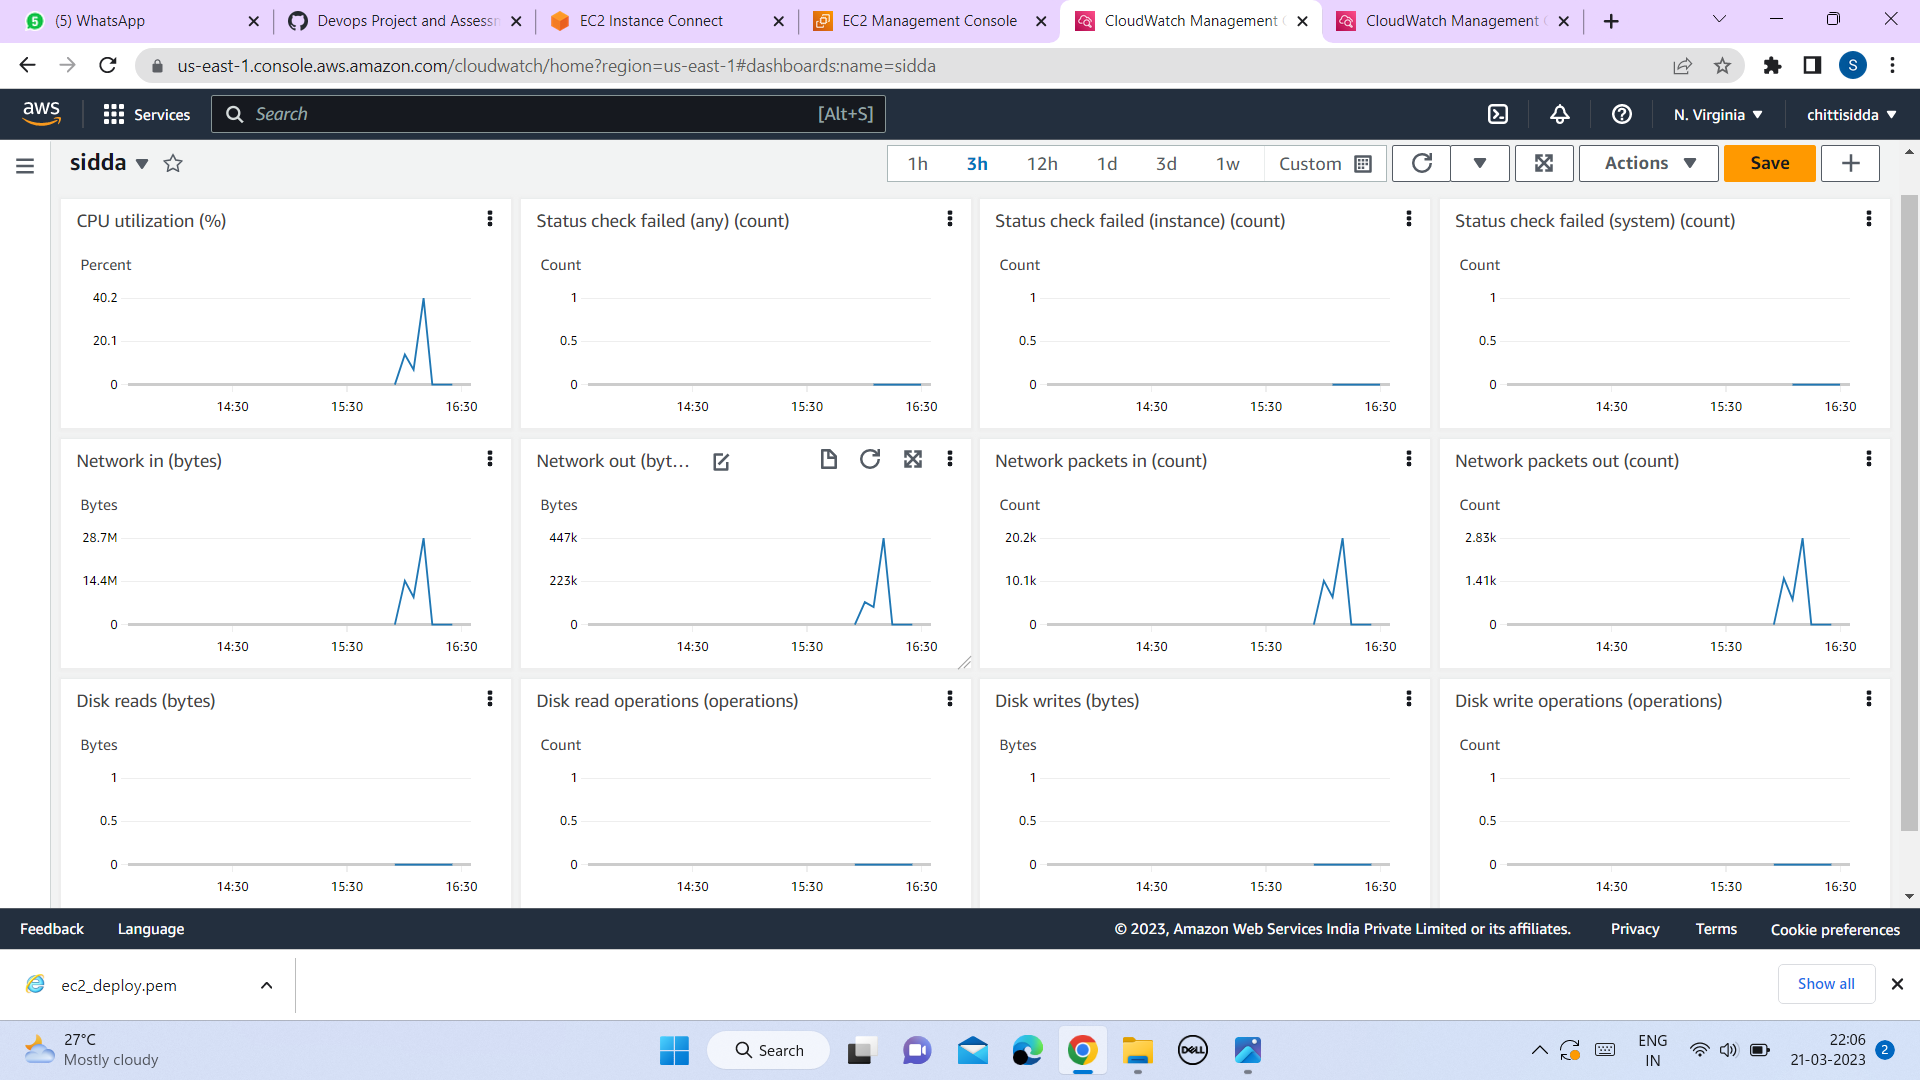 5 (5) WhatsApp
Devops Project and Assessm
EC2 Instance Connect
EC2 Management Console
CloudWatch Management C
CloudWatch Management C
us-east-1.console.aws.amazon.com/cloudwatch/home?region=us-east-1#dashboards:name=sidda
S
aws Services Search [Alt+S] N. Virginia chittisidda
sidda 1h 3h 12h 1d 3d 1w Custom Actions Save
CPU utilization (%)
Percent
40.2
20.1
0
14:30 15:30 16:30
Status check failed (any) (count)
Count
1
0.5
0
14:30 15:30 16:30
Status check failed (instance) (count)
Count
1
0.5
0
14:30 15:30 16:30
Status check failed (system) (count)
Count
1
0.5
0
14:30 15:30 16:30
Network in (bytes)
Bytes
28.7M
14.4M
0
14:30 15:30 16:30
Network out (byt...
Bytes
447k
223k
0
14:30 15:30 16:30
Network packets in (count)
Count
20.2k
10.1k
0
14:30 15:30 16:30
Network packets out (count)
Count
2.83k
1.41k
0
14:30 15:30 16:30
Disk reads (bytes)
Bytes
1
0.5
0
14:30 15:30 16:30
Disk read operations (operations)
Count
1
0.5
0
14:30 15:30 16:30
Disk writes (bytes)
Bytes
1
0.5
0
14:30 15:30 16:30
Disk write operations (operations)
Count
1
0.5
0
14:30 15:30 16:30
Feedback Language © 2023, Amazon Web Services India Private Limited or its affiliates. Privacy Terms Cookie preferences
ec2_deploy.pem Show all
27°C
Mostly cloudy
Search
DELL
ENG
IN
22:06
21-03-2023
2